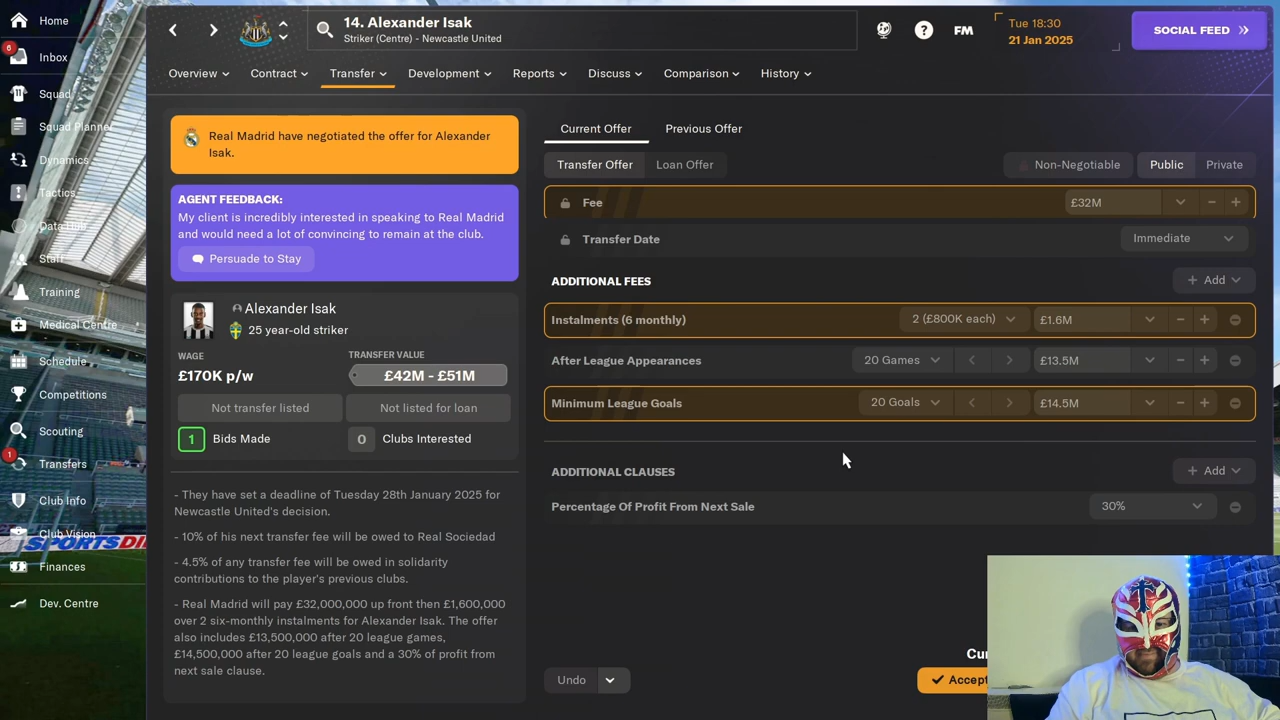 Home
6
Inbox
Squad
Squad Planner
Dynamics
Tactics
Data Hub
Staff
Training
Medical Centre
Schedule
Competitions
Scouting
1
Transfers
Club Info
Club Vision
SPORTS DI
Finances
Dev. Centre
14. Alexander Isak
Striker (Centre) - Newcastle United
FM
Tue 18:30
21 Jan 2025
SOCIAL FEED
Overview Contract Transfer Development Reports Discuss Comparison History
Real Madrid have negotiated the offer for Alexander
Isak.
AGENT FEEDBACK:
My client is incredibly interested in speaking to Real Madrid
and would need a lot of convincing to remain at the club.
Persuade to Stay
Alexander Isak
25 year-old striker
WAGE TRANSFER VALUE
£170K p/w £42M - £51M
Not transfer listed Not listed for loan
1 Bids Made 0 Clubs Interested
- They have set a deadline of Tuesday 28th January 2025 for
Newcastle United's decision.
- 10% of his next transfer fee will be owed to Real Sociedad
- 4.5% of any transfer fee will be owed in solidarity
contributions to the player's previous clubs.
- Real Madrid will pay £32,000,000 up front then £1,600,000
over 2 six-monthly instalments for Alexander Isak. The offer
also includes £13,500,000 after 20 league games,
£14,500,000 after 20 league goals and a 30% of profit from
next sale clause.
Current Offer Previous Offer
Transfer Offer Loan Offer Non-Negotiable Public Private
Fee £32M
Transfer Date Immediate
ADDITIONAL FEES + Add
Instalments (6 monthly) 2 (£800K each) £1.6M
After League Appearances 20 Games £13.5M
Minimum League Goals 20 Goals £14.5M
ADDITIONAL CLAUSES + Add
Percentage Of Profit From Next Sale 30%
Cu
Undo Accept